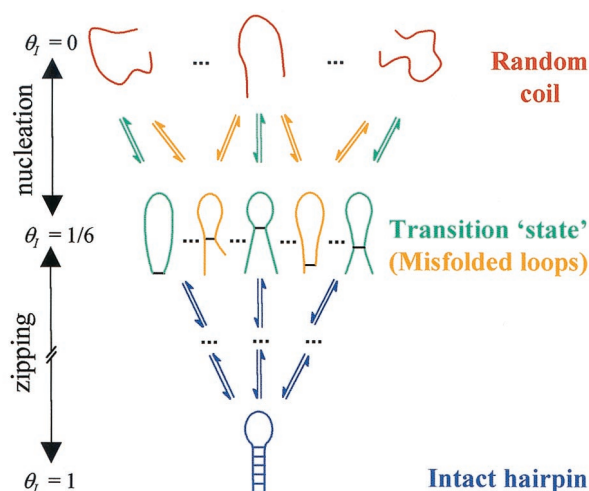 θI = 0
Random
coil
nucleation
θI = 1/6
Transition ‘state’
(Misfolded loops)
zipping
θI = 1
Intact hairpin